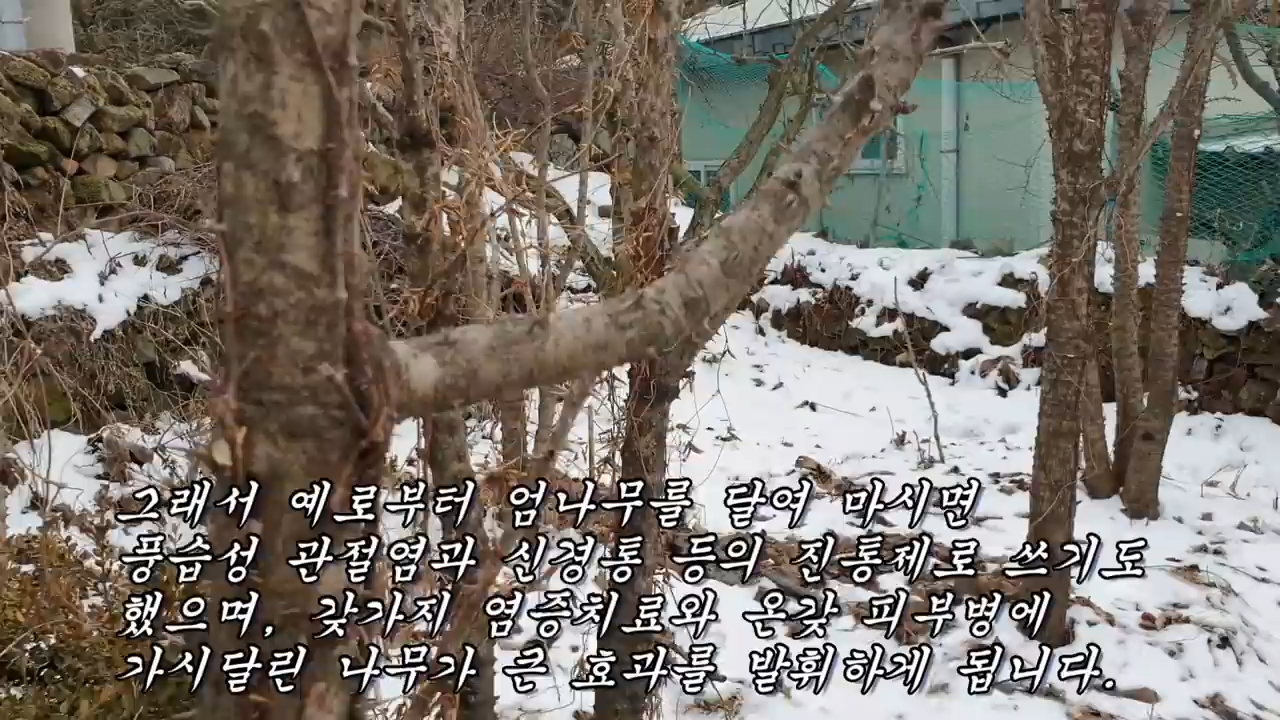 그래서 예로부터 엄나무를 달여 마시면
풍습성 관절염과 신경통 등의 진통제로 쓰기도
했으며, 갖가지 염증치료와 온갖 피부병에
가시달린 나무가 큰 효과를 발휘하게 됩니다.